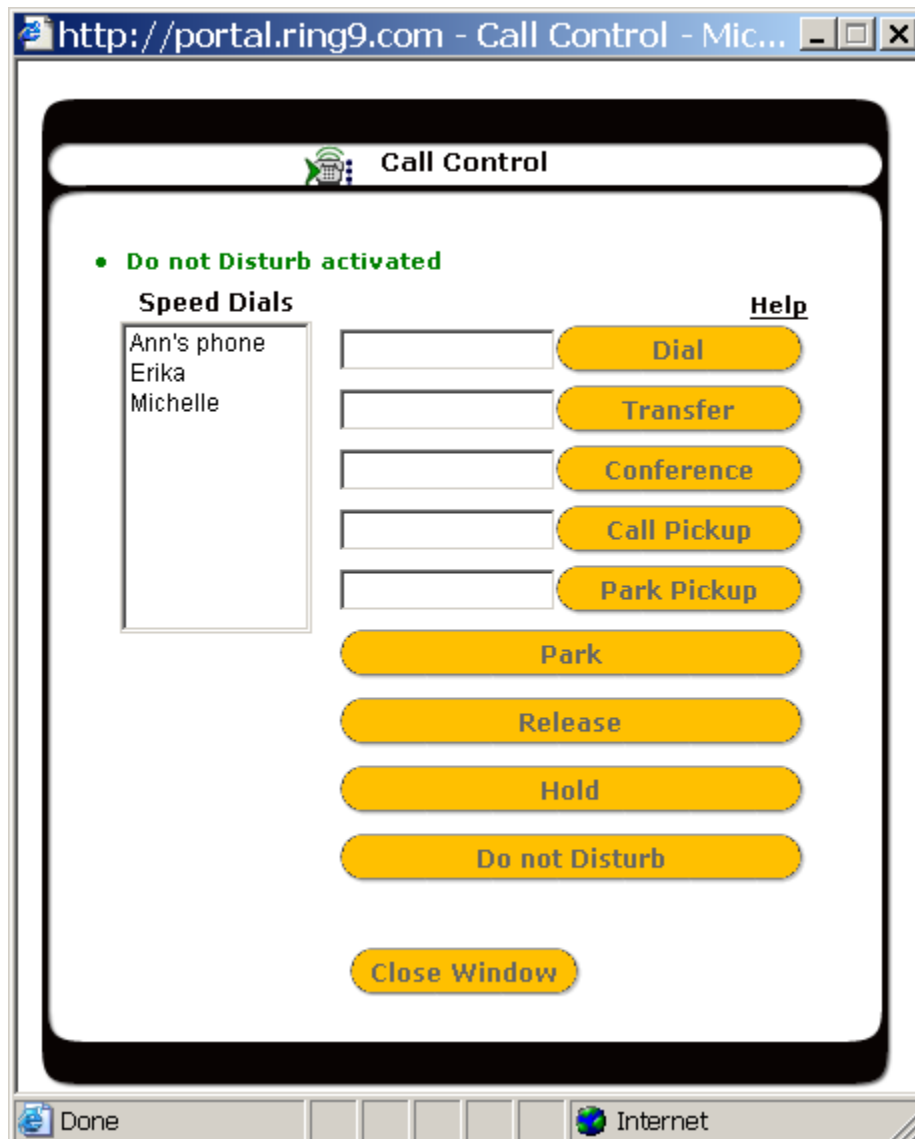 http://portal.ring9.com - Call Control - Mic...
Call Control
• Do not Disturb activated
Speed Dials
Help
Ann's phone
Erika
Michelle
Dial
Transfer
Conference
Call Pickup
Park Pickup
Park
Release
Hold
Do not Disturb
Close Window
Done
Internet